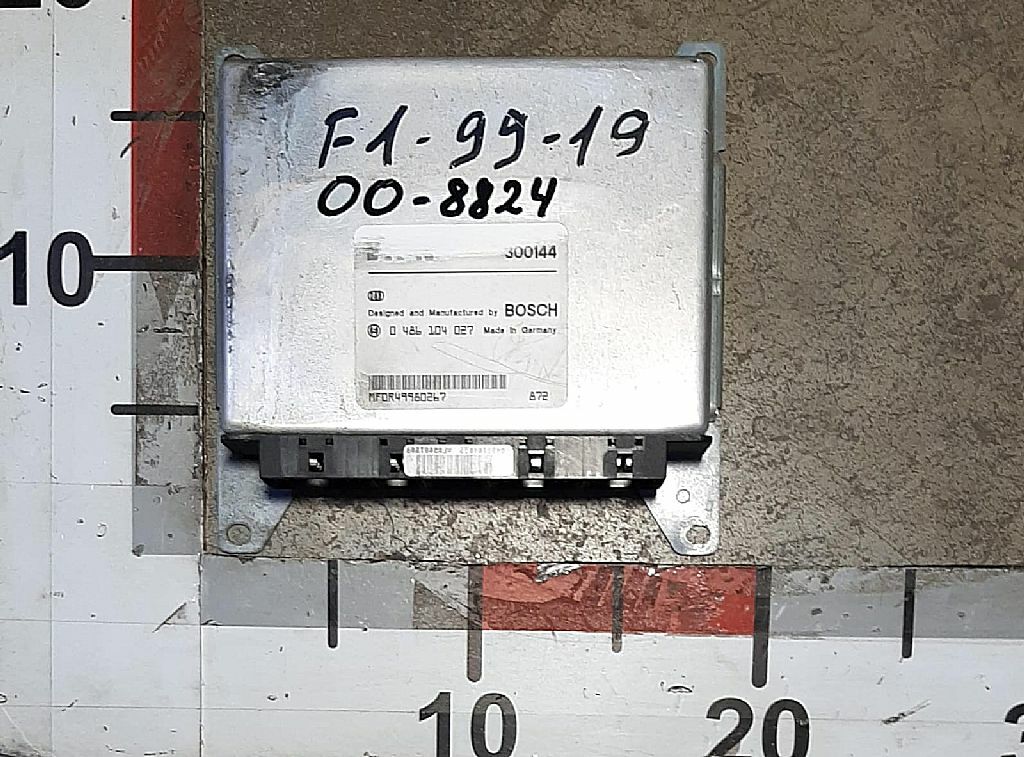 F1-99-19
00-8824
300144
Designed and Manufactured by BOSCH
0 486 104 027 Made in Germany
MFOR49980267 872
10
10 20